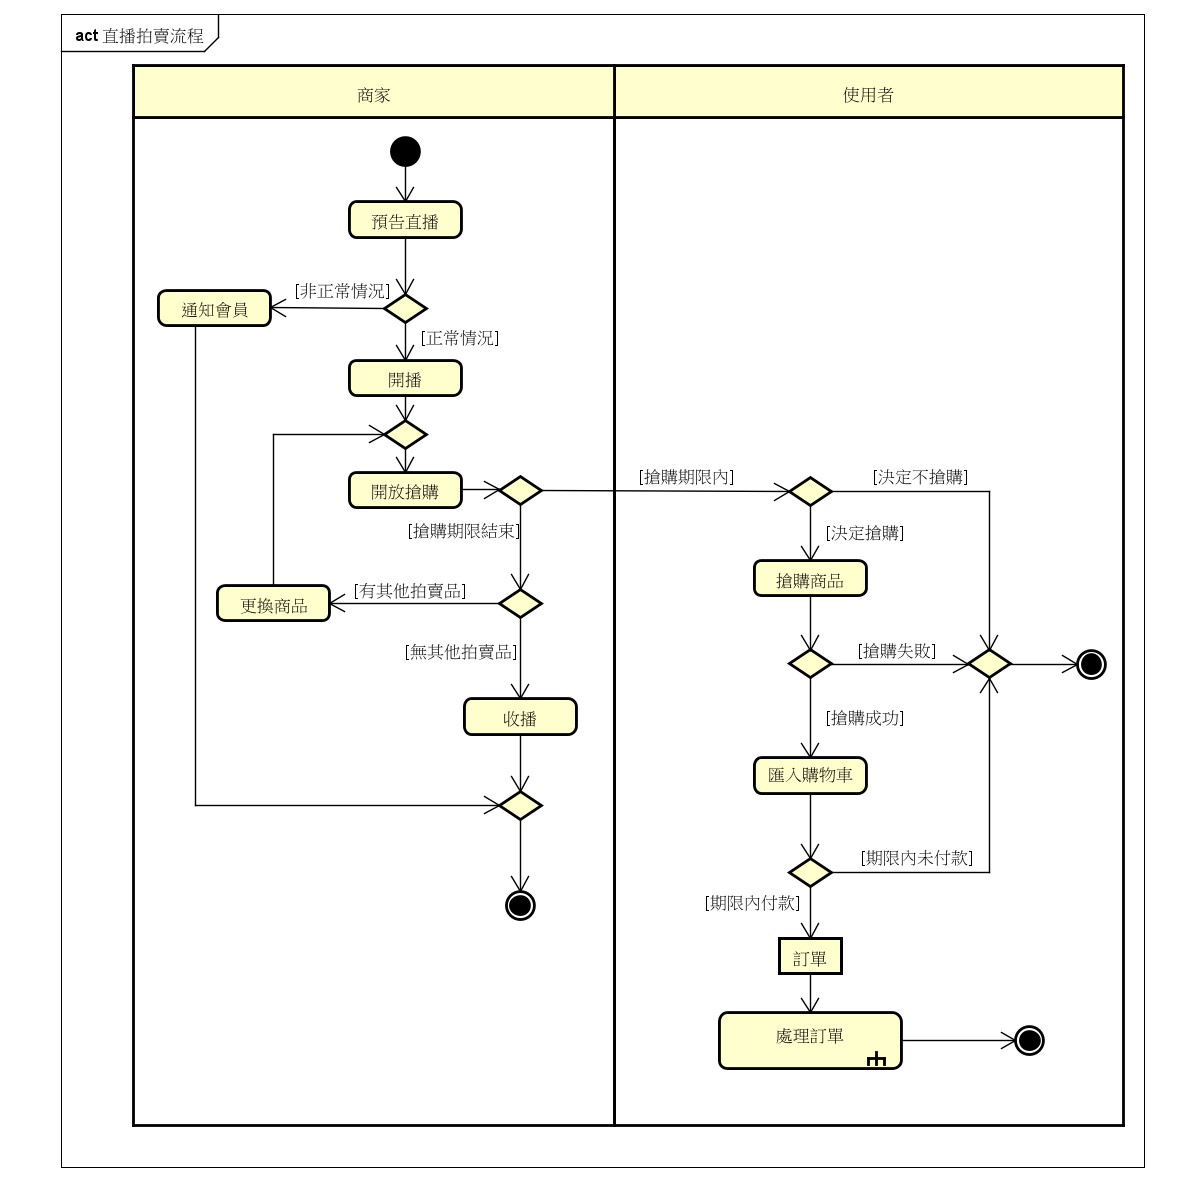 act 直播拍賣流程
商家
使用者
預告直播
[非正常情況]
通知會員
[正常情況]
開播
開放搶購
[搶購期限內]
[決定不搶購]
[搶購期限結束]
[決定搶購]
搶購商品
[有其他拍賣品]
更換商品
[無其他拍賣品]
[搶購失敗]
收播
[搶購成功]
匯入購物車
[期限內未付款]
[期限內付款]
訂單
處理訂單